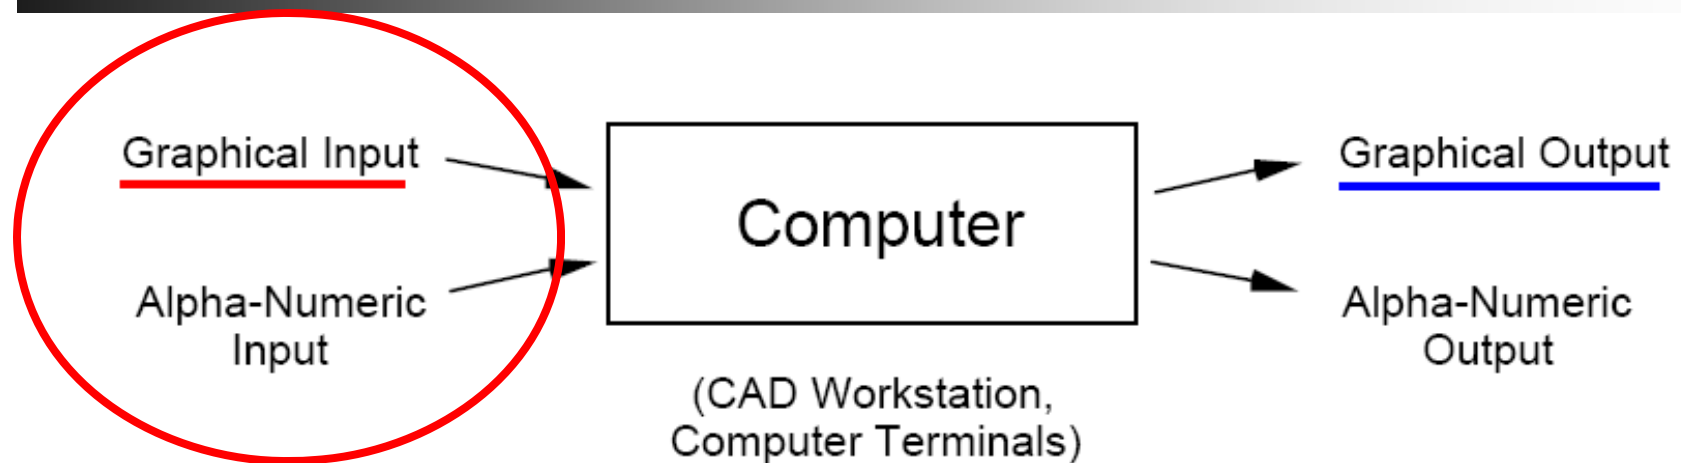 Graphical Input
Alpha-Numeric
Input
Computer
(CAD Workstation,
Computer Terminals)
Graphical Output
Alpha-Numeric
Output